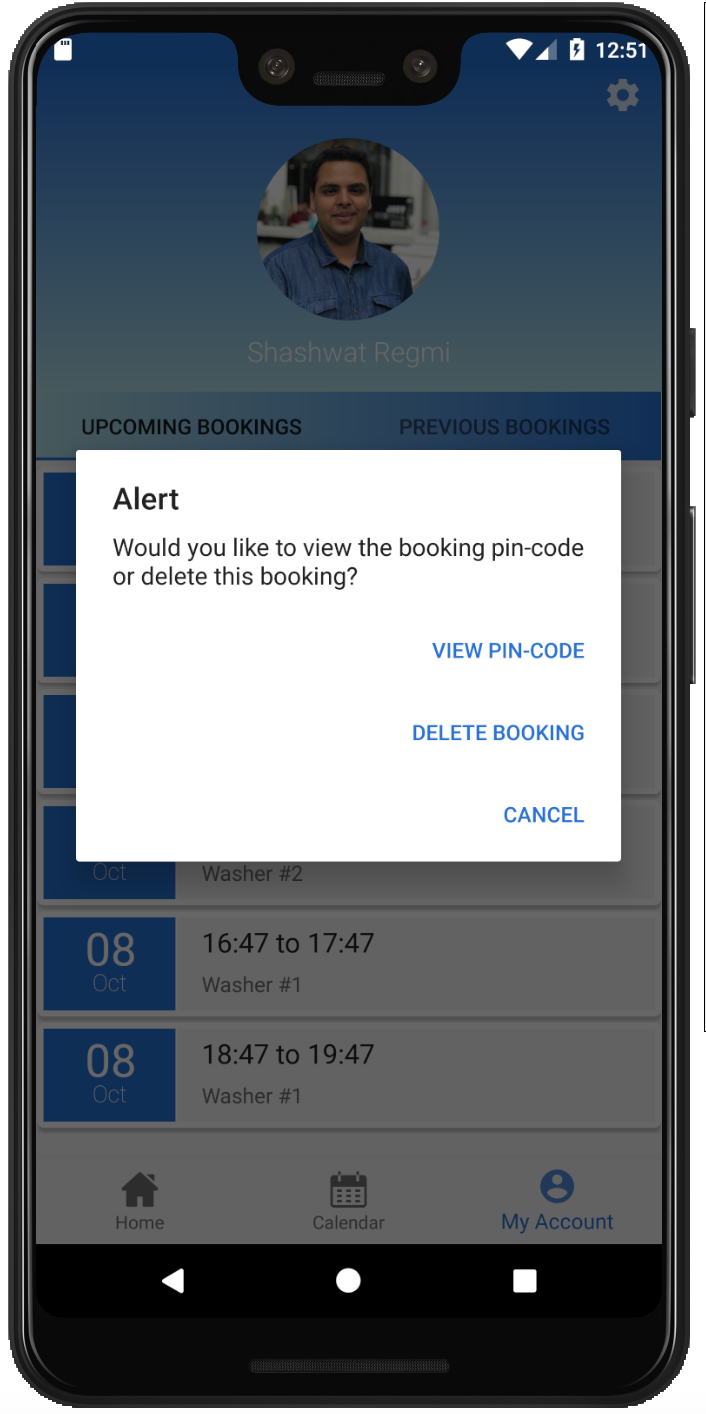 12:51
Shashwat Regmi
UPCOMING BOOKINGS PREVIOUS BOOKINGS
Alert
Would you like to view the booking pin-code
or delete this booking?
VIEW PIN-CODE
DELETE BOOKING
CANCEL
Oct
Washer #2
08
Oct
16:47 to 17:47
Washer #1
08
Oct
18:47 to 19:47
Washer #1
Home Calendar My Account